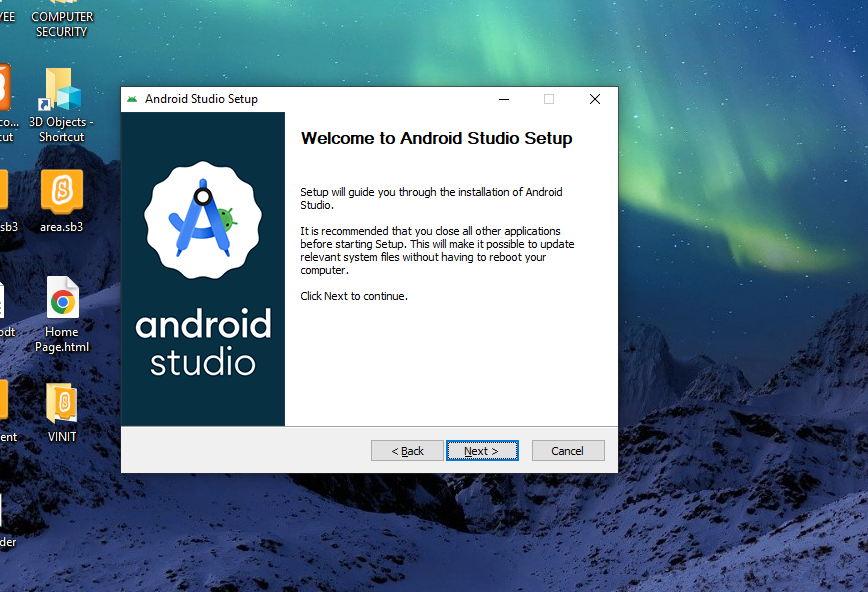 YEE
COMPUTER
SECURITY
co...
cut
3D Objects -
Shortcut
sb3
area.sb3
odt
Home
Page.html
ent
VINIT
der
Android Studio Setup
Welcome to Android Studio Setup
Setup will guide you through the installation of Android
Studio.
It is recommended that you close all other applications
before starting Setup. This will make it possible to update
relevant system files without having to reboot your
computer.
Click Next to continue.
android
studio
< Back
Next >
Cancel